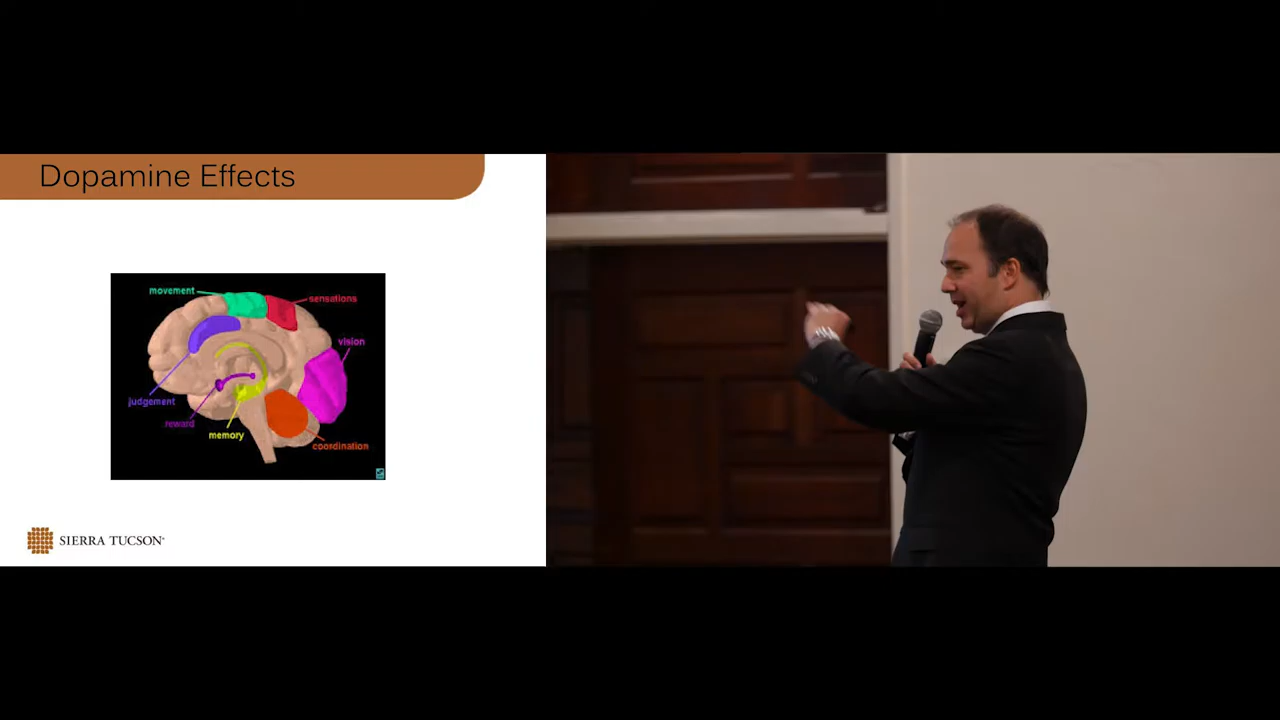 Dopamine Effects
movement
sensations
vision
judgement
reward
memory
coordination
SIERRA TUCSON